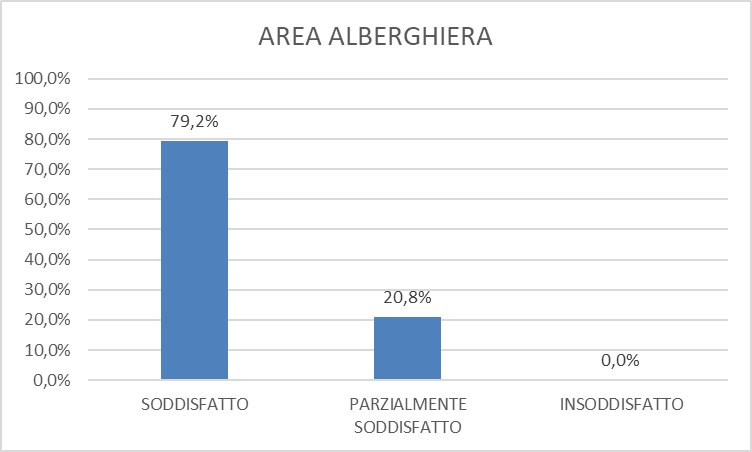 AREA ALBERGHIERA
100,0%
90,0%
80,0%
70,0%
60,0%
50,0%
40,0%
30,0%
20,0%
10,0%
0,0%
79,2%
20,8%
0,0%
SODDISFATTO
PARZIALMENTE
SODDISFATTO
INSODDISFATTO